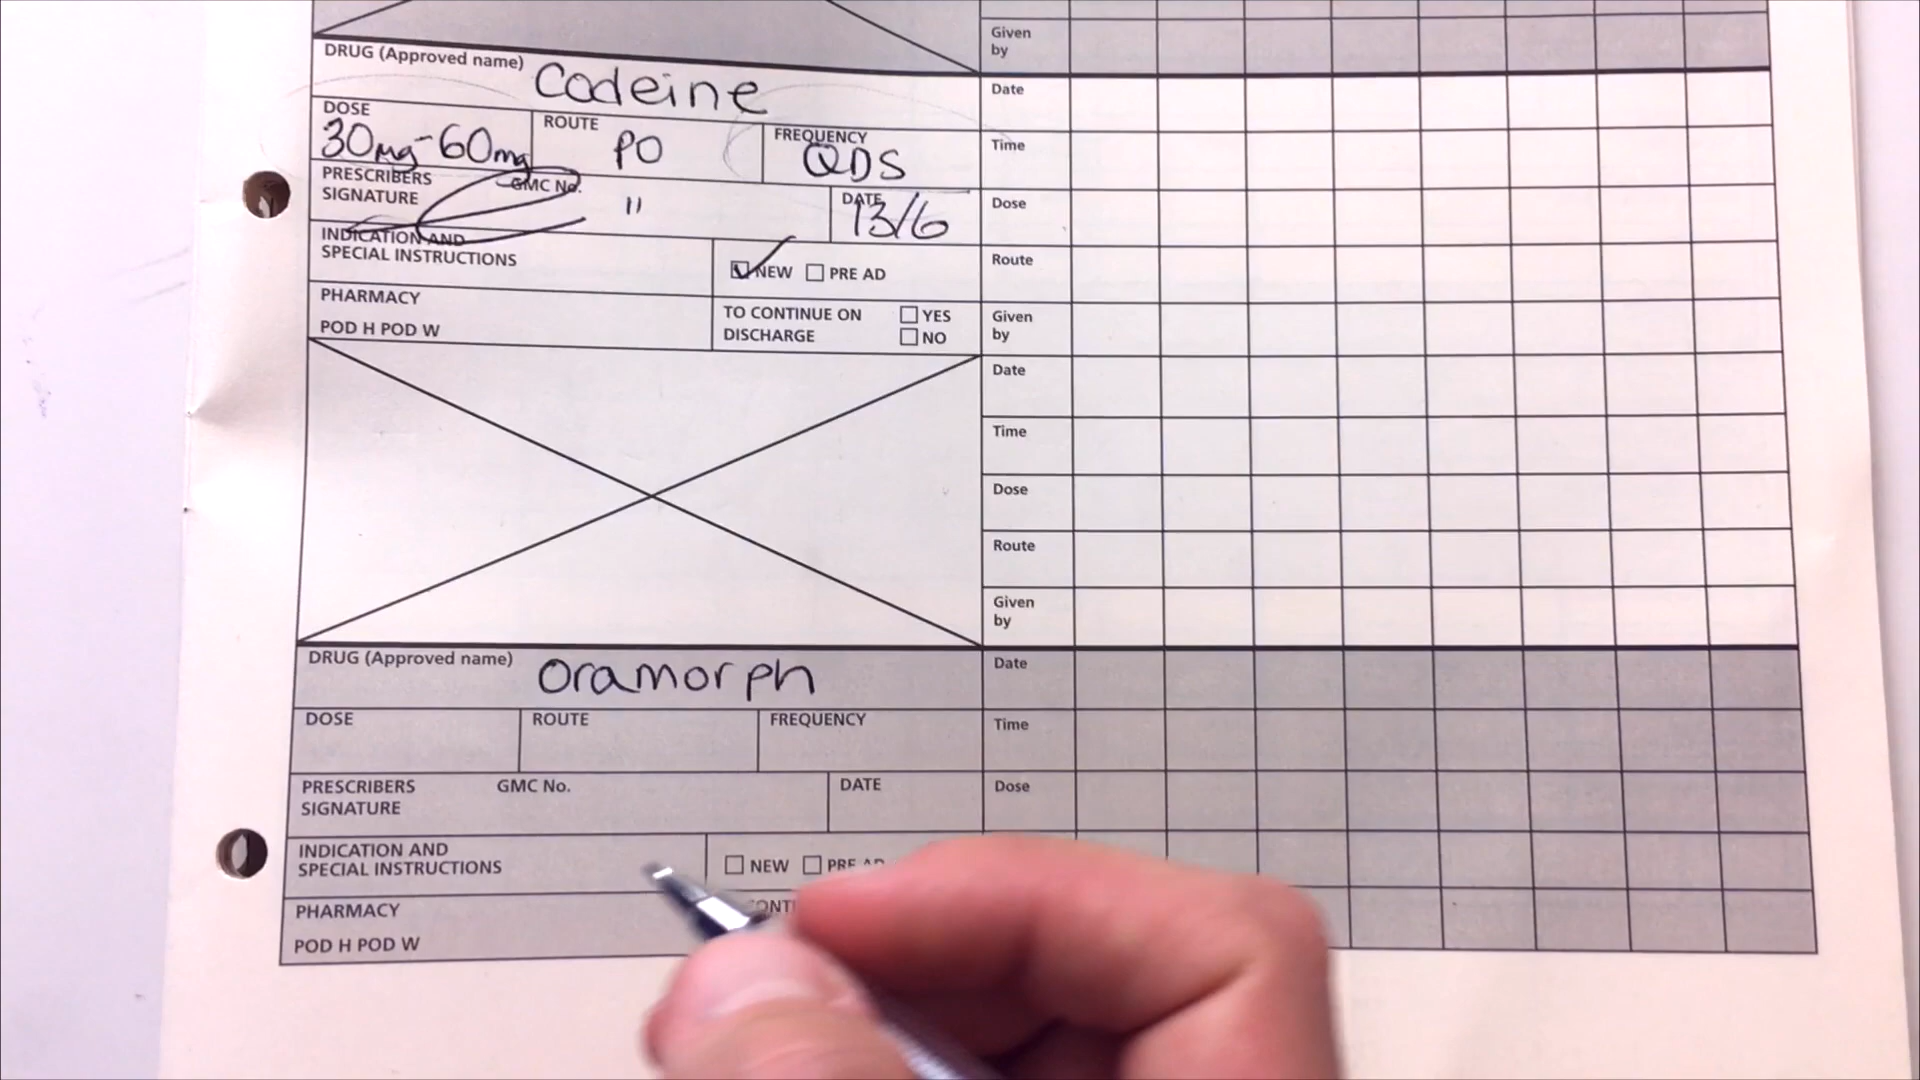 Given
by
DRUG (Approved name) Codeine
Date
DOSE 30mg-60mg
ROUTE PO
FREQUENCY QDS
Time
PRESCRIBERS
SIGNATURE
GMC No. "
DATE 13/6
Dose
INDICATION AND
SPECIAL INSTRUCTIONS
NEW PRE AD
Route
PHARMACY
POD H POD W
TO CONTINUE ON
DISCHARGE
YES
NO
Given
by
Date
Time
Dose
Route
Given
by
DRUG (Approved name) Oramorph
Date
DOSE ROUTE FREQUENCY
Time
PRESCRIBERS
SIGNATURE
GMC No.
DATE
Dose
INDICATION AND
SPECIAL INSTRUCTIONS
NEW PRE AD
PHARMACY
POD H POD W